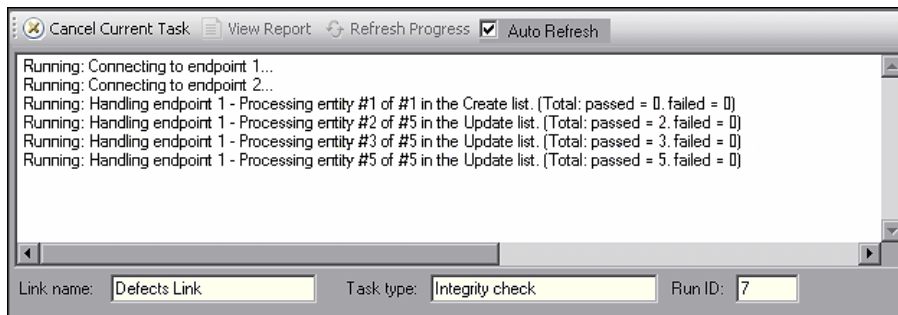 Cancel Current Task View Report Refresh Progress Auto Refresh
Running: Connecting to endpoint 1...
Running: Connecting to endpoint 2...
Running: Handling endpoint 1 - Processing entity #1 of #1 in the Create list. (Total: passed = 0. failed = 0)
Running: Handling endpoint 1 - Processing entity #2 of #5 in the Update list. (Total: passed = 2. failed = 0)
Running: Handling endpoint 1 - Processing entity #3 of #5 in the Update list. (Total: passed = 3. failed = 0)
Running: Handling endpoint 1 - Processing entity #5 of #5 in the Update list. (Total: passed = 5. failed = 0)
Link name: Defects Link Task type: Integrity check Run ID: 7